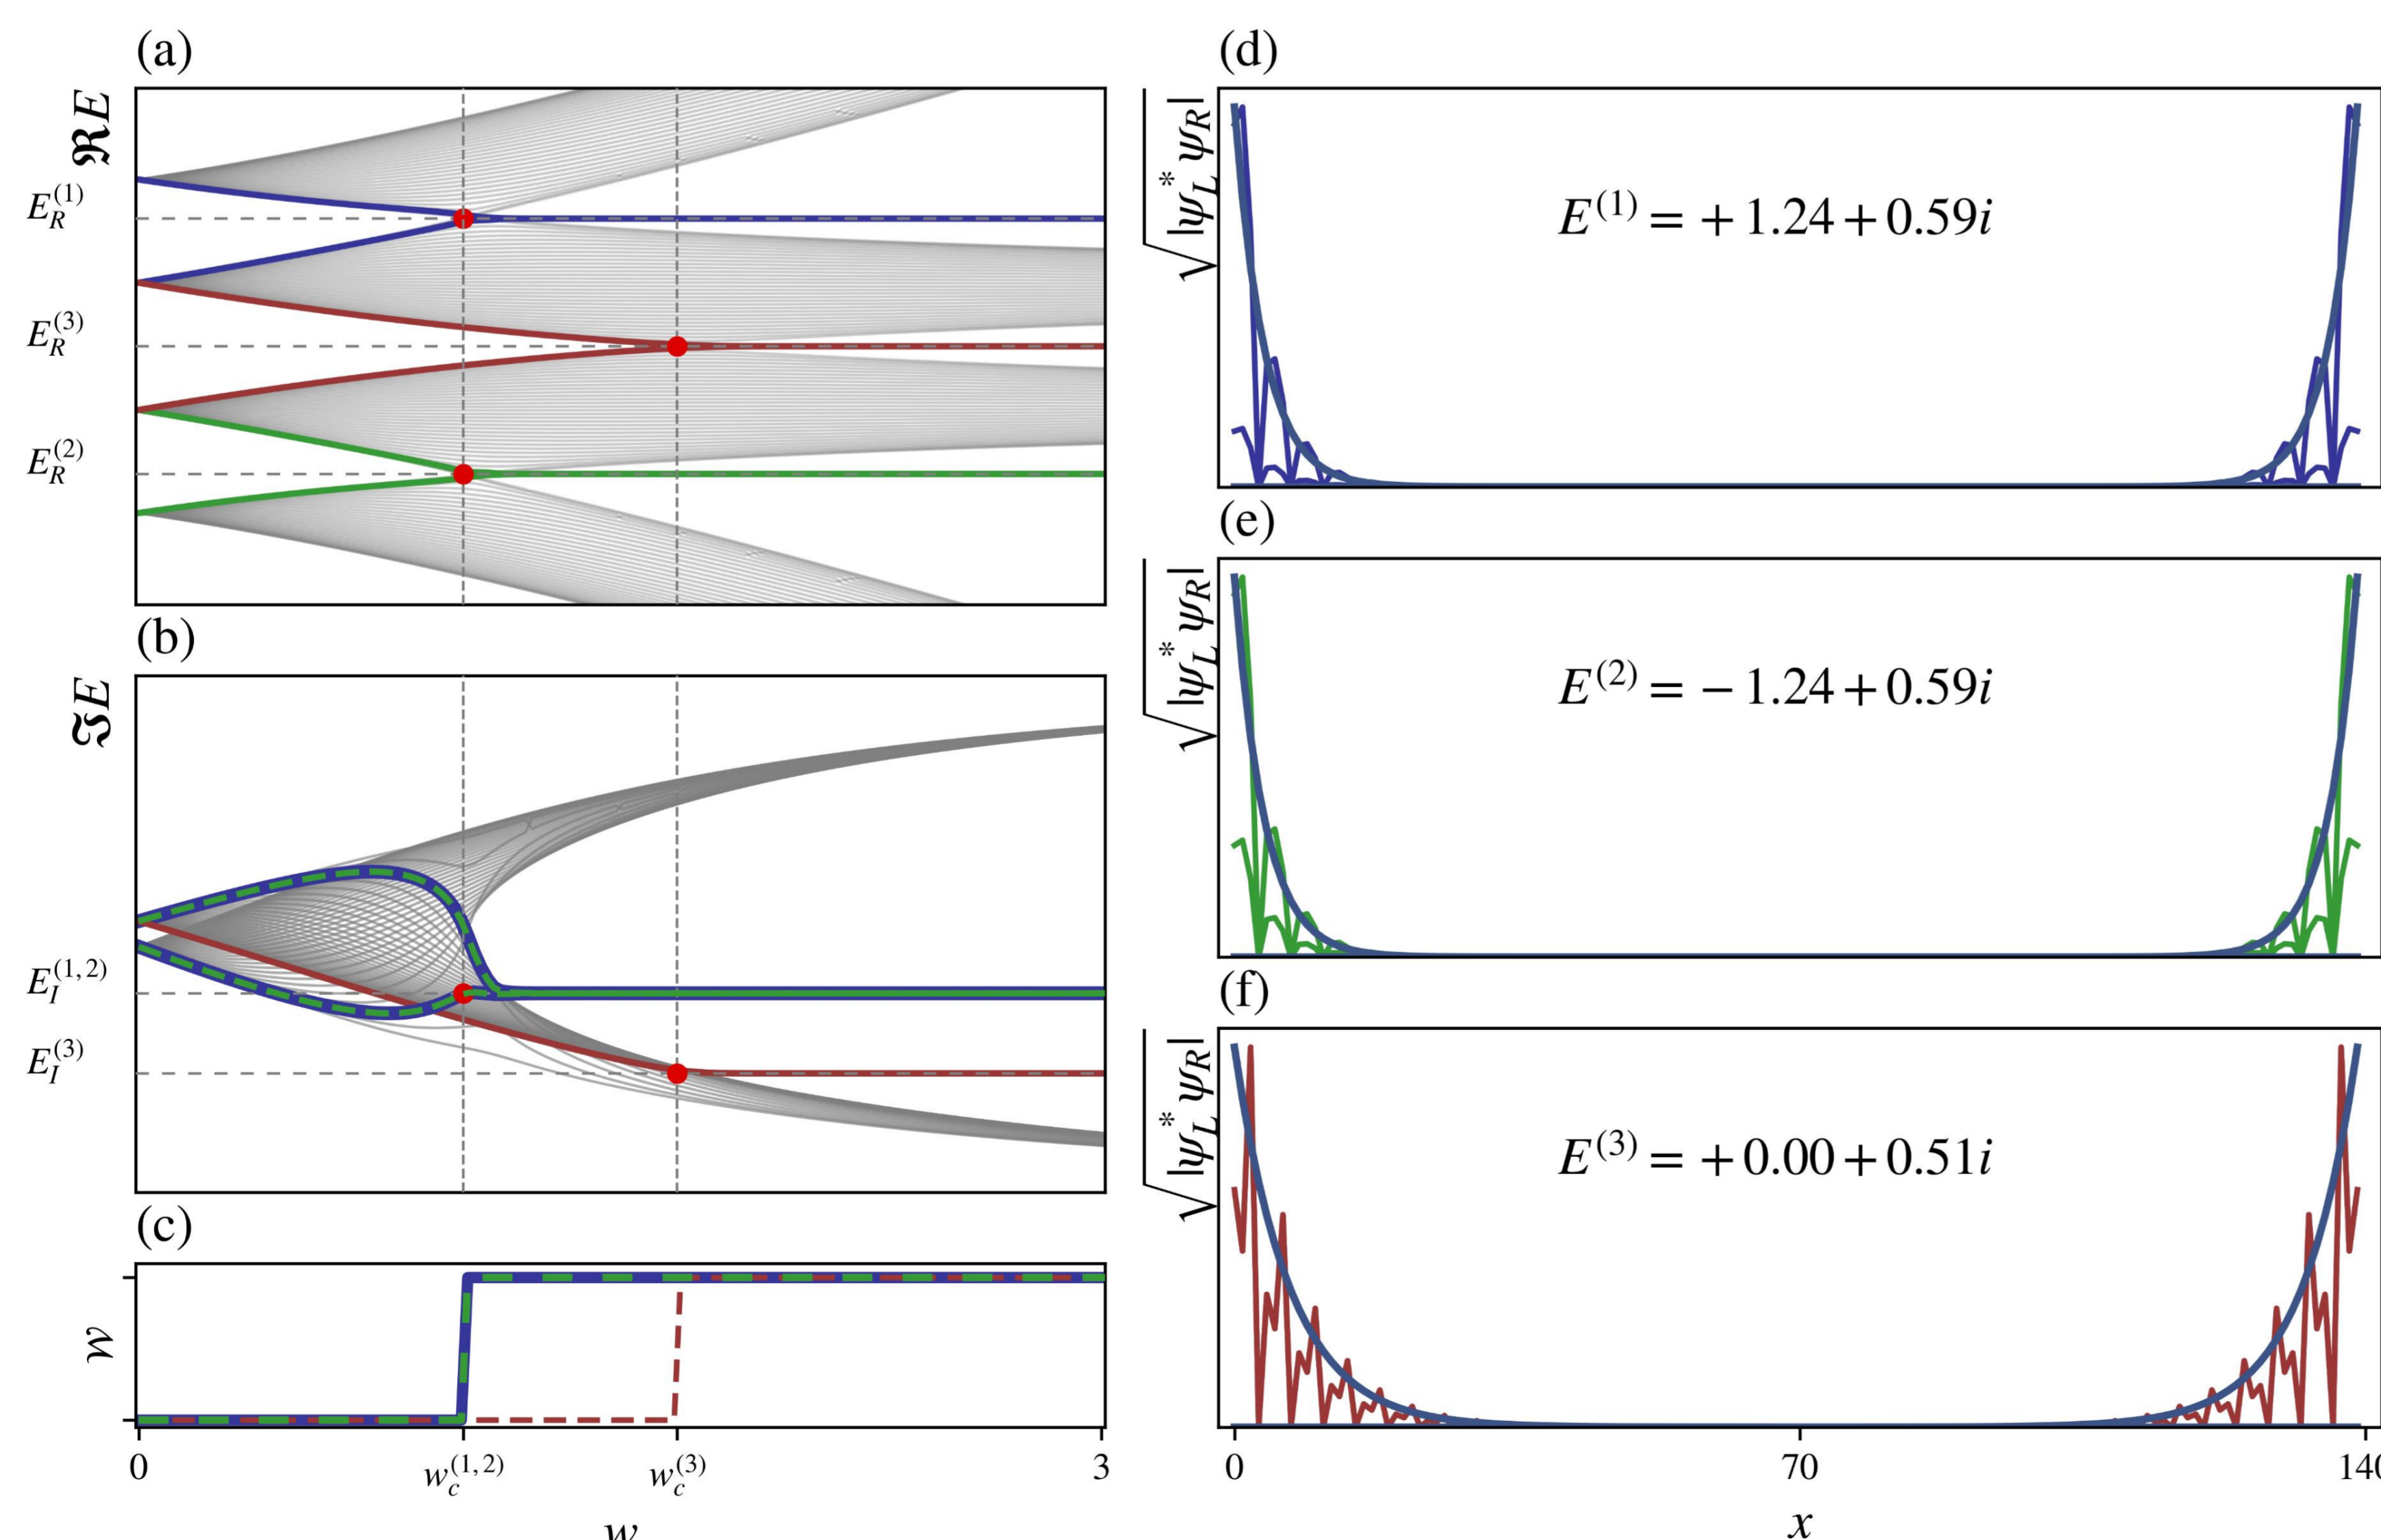 (a)
ℜE
E_R^{(1)}
E_R^{(3)}
E_R^{(2)}
(b)
ℑE
E_I^{(1,2)}
E_I^{(3)}
(c)
𝒲
0 w_c^{(1,2)} w_c^{(3)} 3
w
(d)
√|ψ_L^* ψ_R|
E^{(1)} = + 1.24 + 0.59i
(e)
√|ψ_L^* ψ_R|
E^{(2)} = − 1.24 + 0.59i
(f)
√|ψ_L^* ψ_R|
E^{(3)} = + 0.00 + 0.51i
0 70 140
x